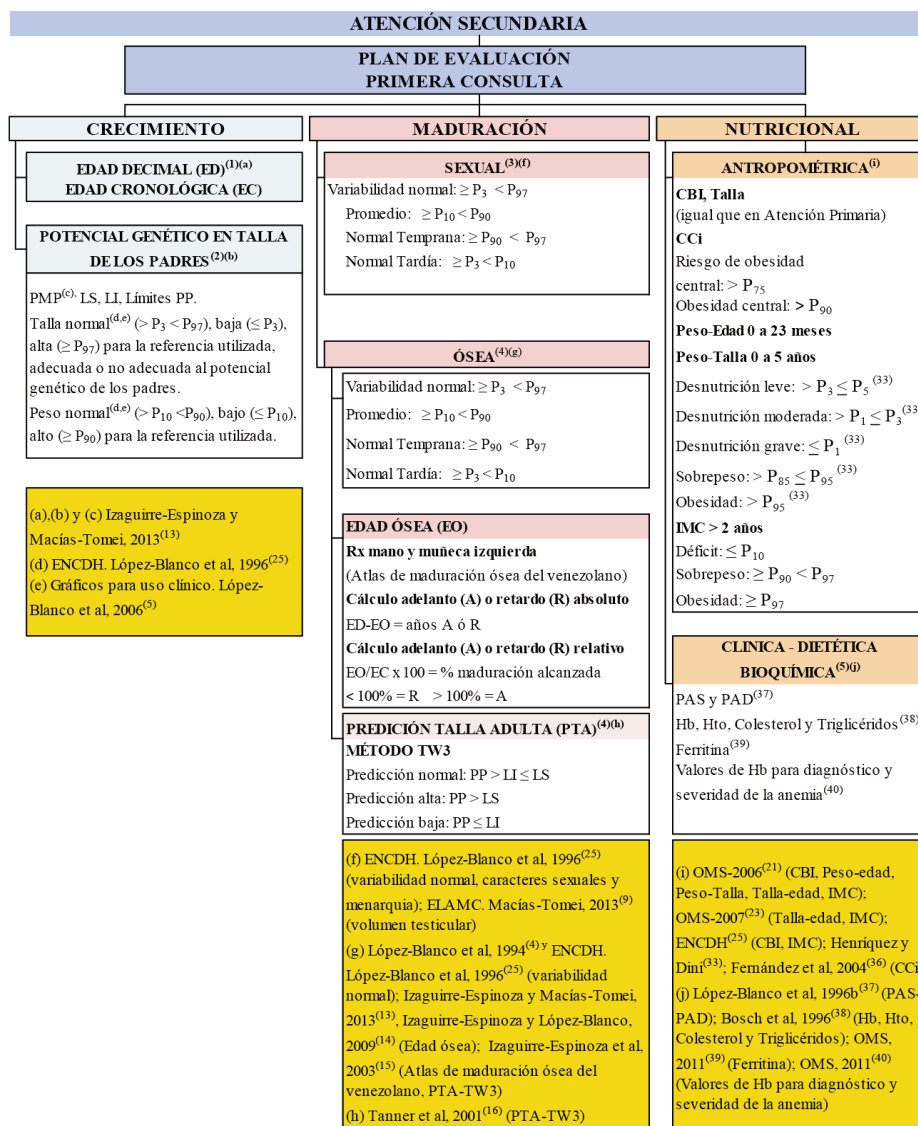 ATENCIÓN SECUNDARIA
PLAN DE EVALUACIÓN
PRIMERA CONSULTA
CRECIMIENTO
EDAD DECIMAL (ED)(1)(a)
EDAD CRONOLÓGICA (EC)
POTENCIAL GENÉTICO EN TALLA
DE LOS PADRES(2)(b)
PMP(c), LS, LI, Límites PP.
Talla normal(d,e) (> P3 < P97), baja (≤ P3),
alta (≥ P97) para la referencia utilizada,
adecuada o no adecuada al potencial
genético de los padres.
Peso normal(d,e) (> P10 <P90), bajo (≤ P10),
alto (≥ P90) para la referencia utilizada.
(a),(b) y (c) Izaguirre-Espinoza y
Macías-Tomei, 2013(13)
(d) ENCDH. López-Blanco et al, 1996(25)
(e) Gráficos para uso clínico. López-
Blanco et al, 2006(5)
MADURACIÓN
SEXUAL(3)(f)
Variabilidad normal: ≥ P3 < P97
Promedio: ≥ P10 < P90
Normal Temprana: ≥ P90 < P97
Normal Tardía: ≥ P3 < P10
ÓSEA(4)(g)
Variabilidad normal: ≥ P3 < P97
Promedio: ≥ P10 < P90
Normal Temprana: ≥ P90 < P97
Normal Tardía: ≥ P3 < P10
EDAD ÓSEA (EO)
Rx mano y muñeca izquierda
(Atlas de maduración ósea del venezolano)
Cálculo adelanto (A) o retardo (R) absoluto
ED-EO = años A ó R
Cálculo adelanto (A) o retardo (R) relativo
EO/EC x 100 = % maduración alcanzada
< 100% = R > 100% = A
PREDICIÓN TALLA ADULTA (PTA)(4)(h)
MÉTODO TW3
Predicción normal: PP > LI ≤ LS
Predicción alta: PP > LS
Predicción baja: PP ≤ LI
(f) ENCDH. López-Blanco et al, 1996(25)
(variabilidad normal, caracteres sexuales y
menarquia); ELAMC. Macías-Tomei, 2013(9)
(volumen testicular)
(g) López-Blanco et al, 1994(4) y ENCDH.
López-Blanco et al, 1996(25) (variabilidad
normal); Izaguirre-Espinoza y Macías-Tomei,
2013(13), Izaguirre-Espinoza y López-Blanco,
2009(14) (Edad ósea); Izaguirre-Espinoza et al,
2003(15) (Atlas de maduración ósea del
venezolano, PTA-TW3)
(h) Tanner et al, 2001(16) (PTA-TW3)
NUTRICIONAL
ANTROPOMÉTRICA(i)
CBI, Talla
(igual que en Atención Primaria)
CCi
Riesgo de obesidad
central: > P75
Obesidad central: > P90
Peso-Edad 0 a 23 meses
Peso-Talla 0 a 5 años
Desnutrición leve: > P3 ≤ P5 (33)
Desnutrición moderada: > P1 ≤ P3(33)
Desnutrición grave: ≤ P1 (33)
Sobrepeso: > P85 ≤ P95 (33)
Obesidad: > P95 (33)
IMC > 2 años
Déficit: ≤ P10
Sobrepeso: ≥ P90 < P97
Obesidad: ≥ P97
CLINICA - DIETÉTICA
BIOQUÍMICA(5)(j)
PAS y PAD(37)
Hb, Hto, Colesterol y Triglicéridos(38)
Ferritina(39)
Valores de Hb para diagnóstico y
severidad de la anemia(40)
(i) OMS-2006(21) (CBI, Peso-edad,
Peso-Talla, Talla-edad, IMC);
OMS-2007(23) (Talla-edad, IMC);
ENCDH(25) (CBI, IMC); Henríquez y
Dini(33); Fernández et al, 2004(36) (CCi
(j) López-Blanco et al, 1996b(37) (PAS-
PAD); Bosch et al, 1996(38) (Hb, Hto,
Colesterol y Triglicéridos); OMS,
2011(39) (Ferritina); OMS, 2011(40)
(Valores de Hb para diagnóstico y
severidad de la anemia)